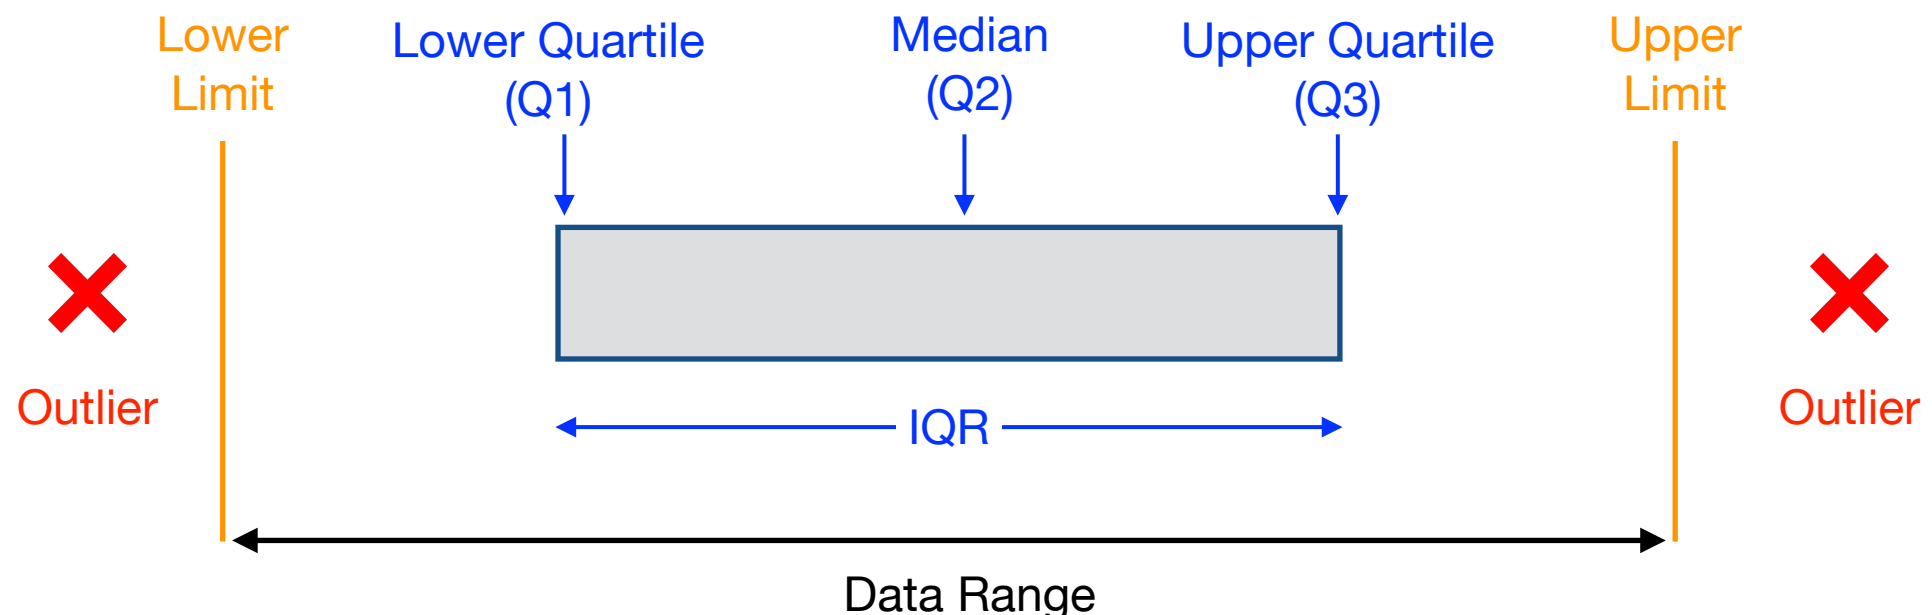 Lower
Limit
Lower Quartile
(Q1)
Median
(Q2)
Upper Quartile
(Q3)
Upper
Limit
Outlier
Outlier
IQR
Data Range